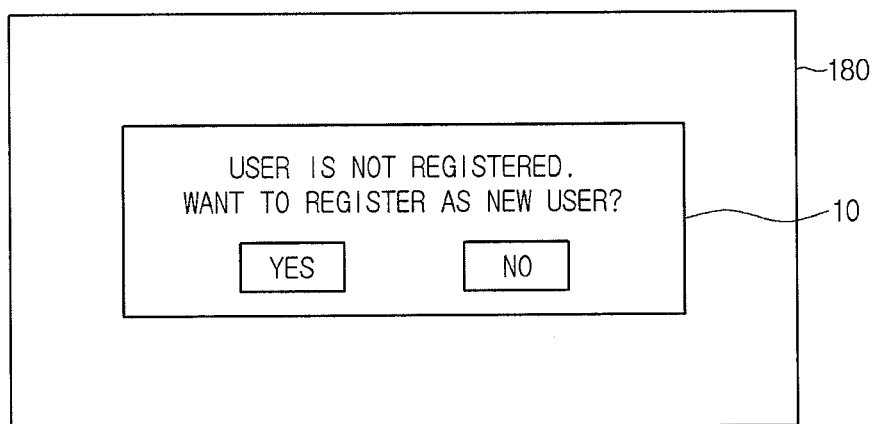 180
USER IS NOT REGISTERED.
WANT TO REGISTER AS NEW USER?
10
YES NO